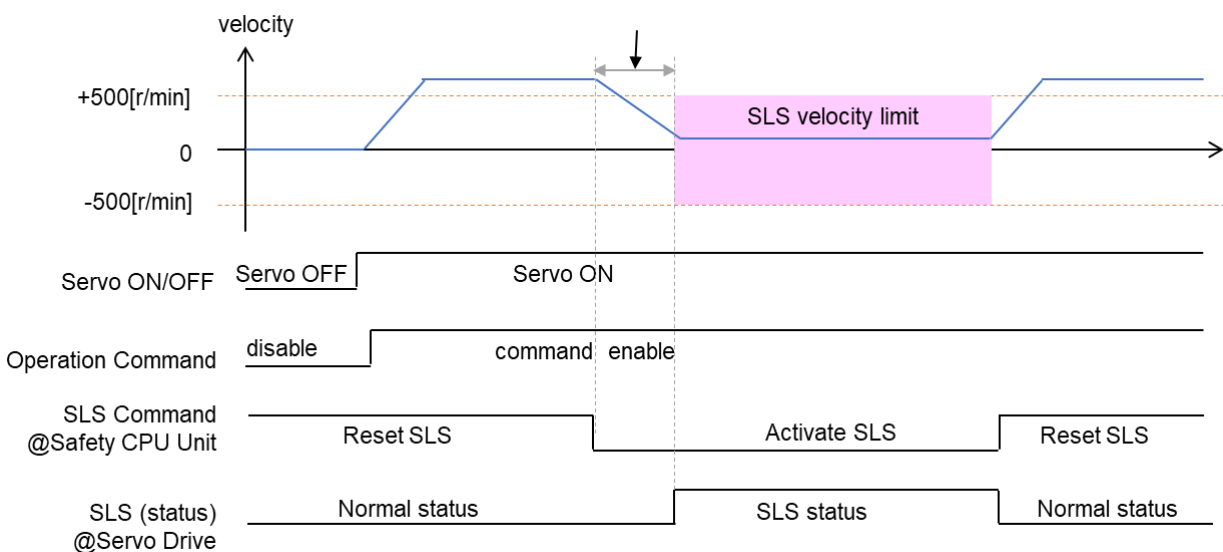 velocity
+500[r/min]
SLS velocity limit
0
-500[r/min]
Servo ON/OFF
Servo OFF
Servo ON
Operation Command
disable
command enable
SLS Command
@Safety CPU Unit
Reset SLS
Activate SLS
Reset SLS
SLS (status)
@Servo Drive
Normal status
SLS status
Normal status